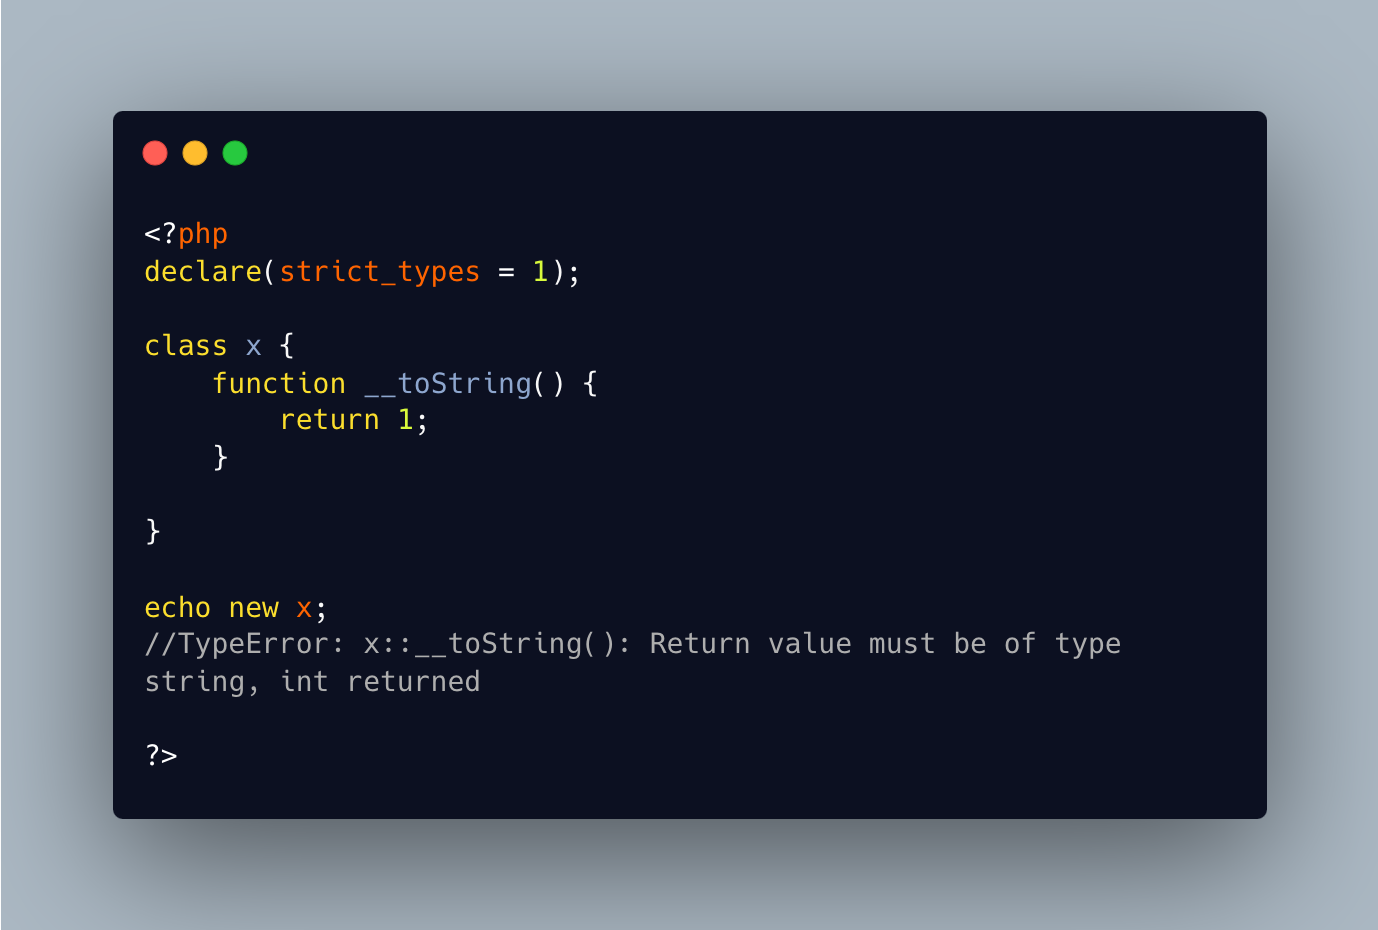 <?php
declare(strict_types = 1);
class x {
    function __toString() {
        return 1;
    }
}
echo new x;
//TypeError: x::__toString(): Return value must be of type
string, int returned
?>